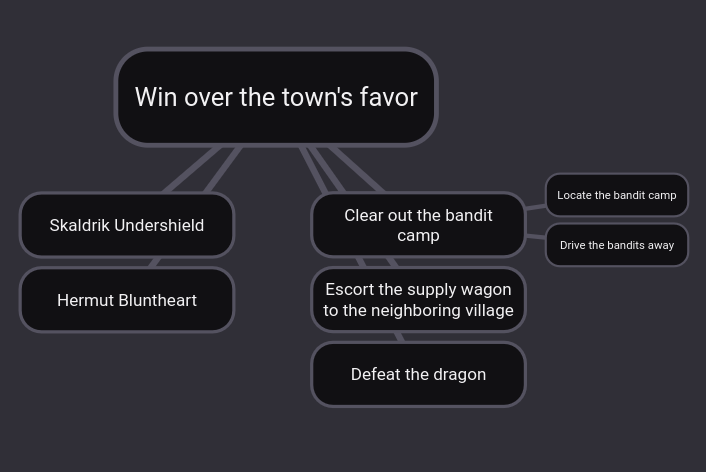 Win over the town's favor
Skaldrik Undershield
Hermut Bluntheart
Clear out the bandit
camp
Locate the bandit camp
Drive the bandits away
Escort the supply wagon
to the neighboring village
Defeat the dragon